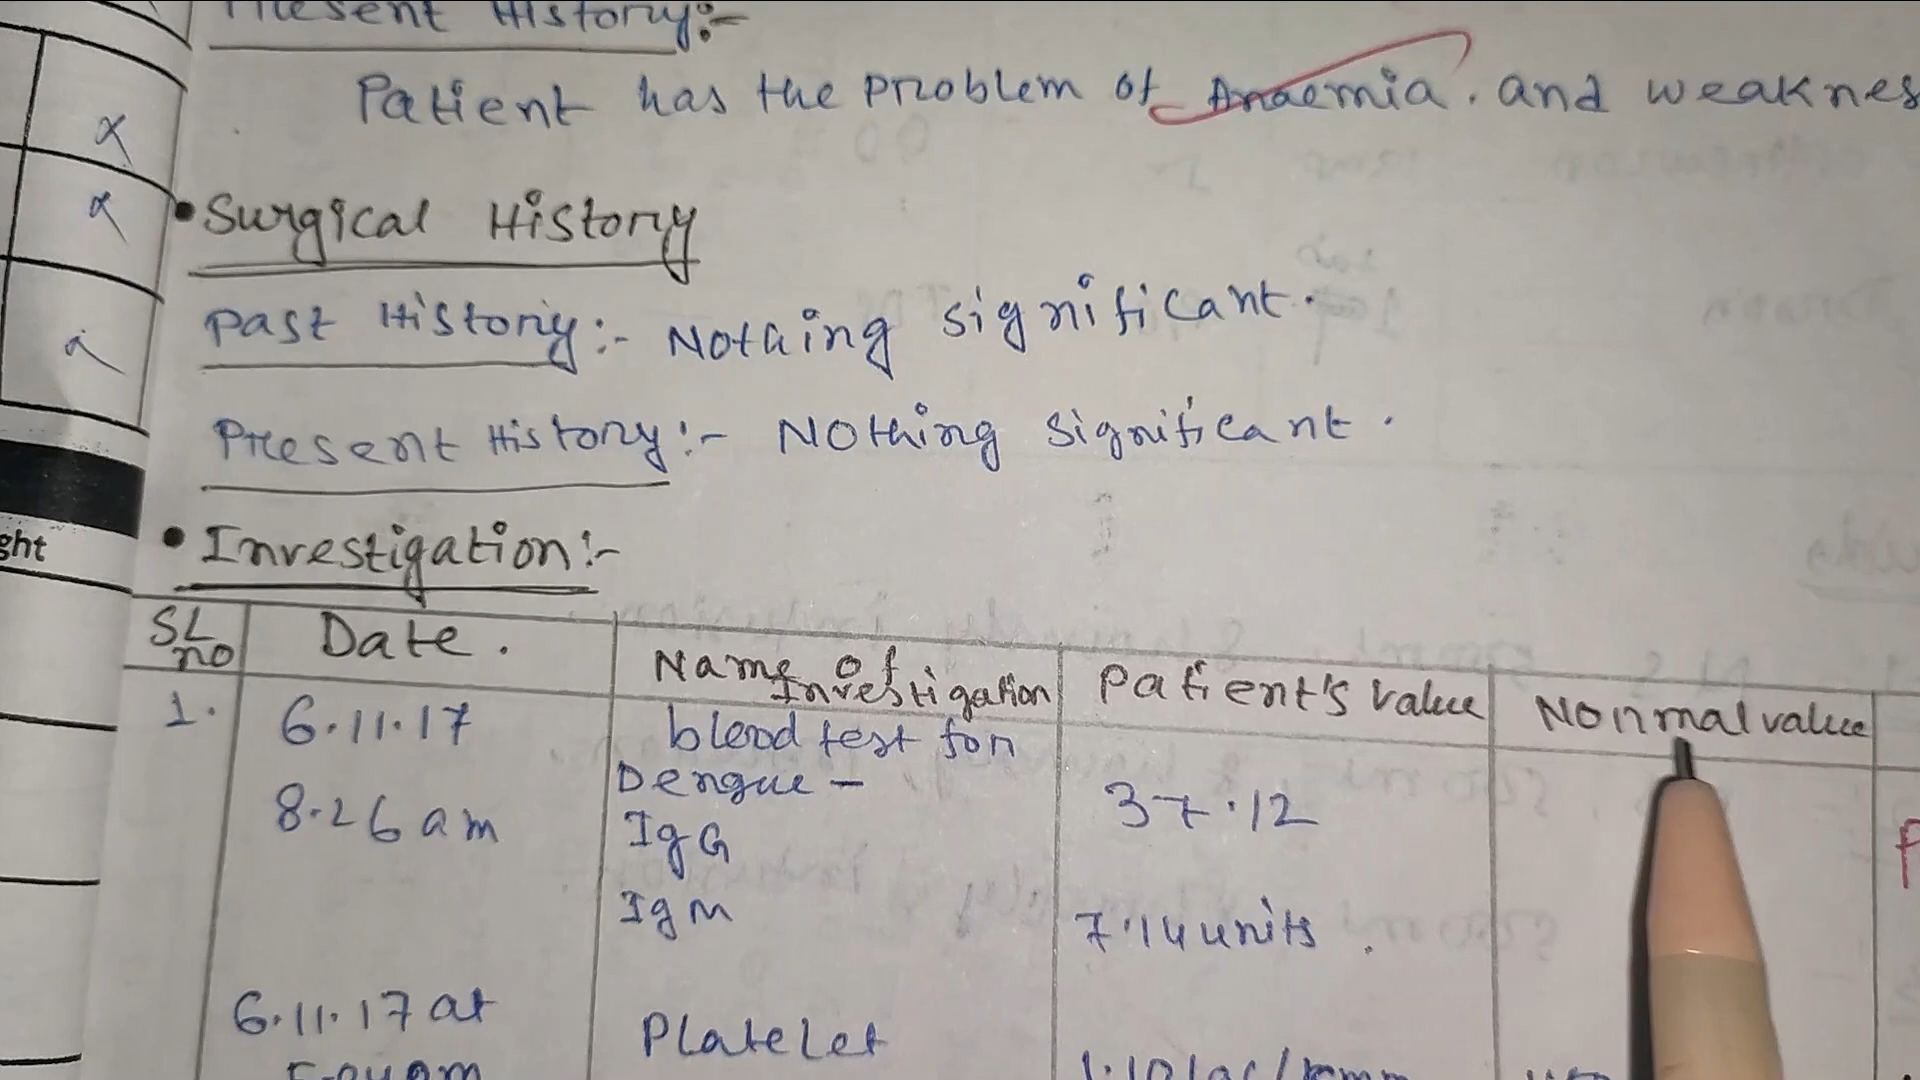 Present History:-
Patient has the problem of Anaemia. and weaknes
• Surgical History
Past History:- Nothing significant.
Present History:- Nothing Significant.
ght
• Investigation:-
SL no Date. Name of Investigation Patient's value Normal value
1. 6.11.17 blood test for
Dengue -
8.26 am IgG 37.12
IgM 7.14 units.
6.11.17 at Platelet